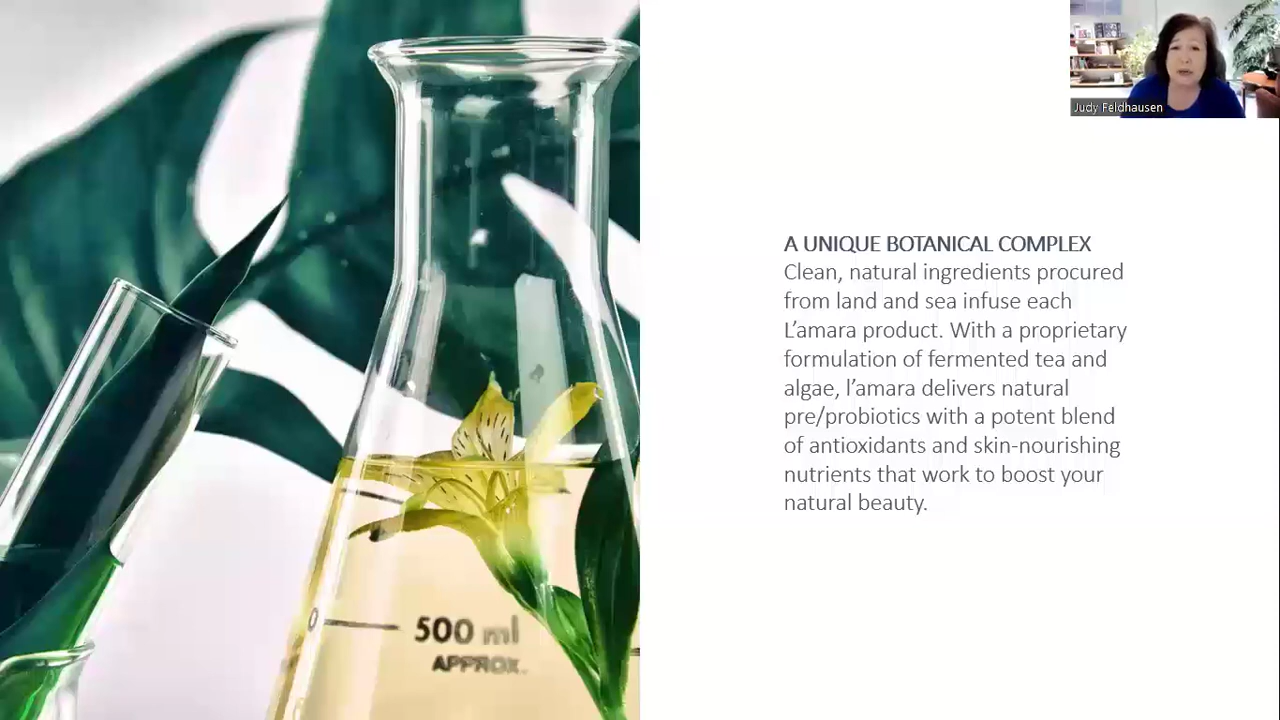 Judy Feldhausen
A UNIQUE BOTANICAL COMPLEX
Clean, natural ingredients procured
from land and sea infuse each
L’amara product. With a proprietary
formulation of fermented tea and
algae, l’amara delivers natural
pre/probiotics with a potent blend
of antioxidants and skin-nourishing
nutrients that work to boost your
natural beauty.
500 ml
APPROX.